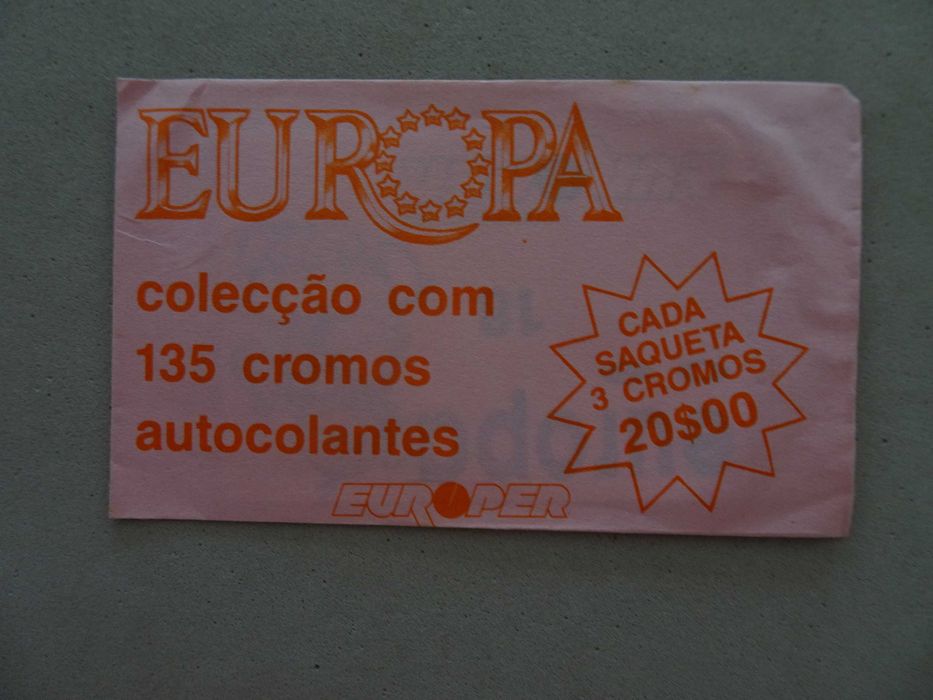 EUROPA
colecção com
135 cromos
autocolantes
CADA
SAQUETA
3 CROMOS
20$00
EUROPER